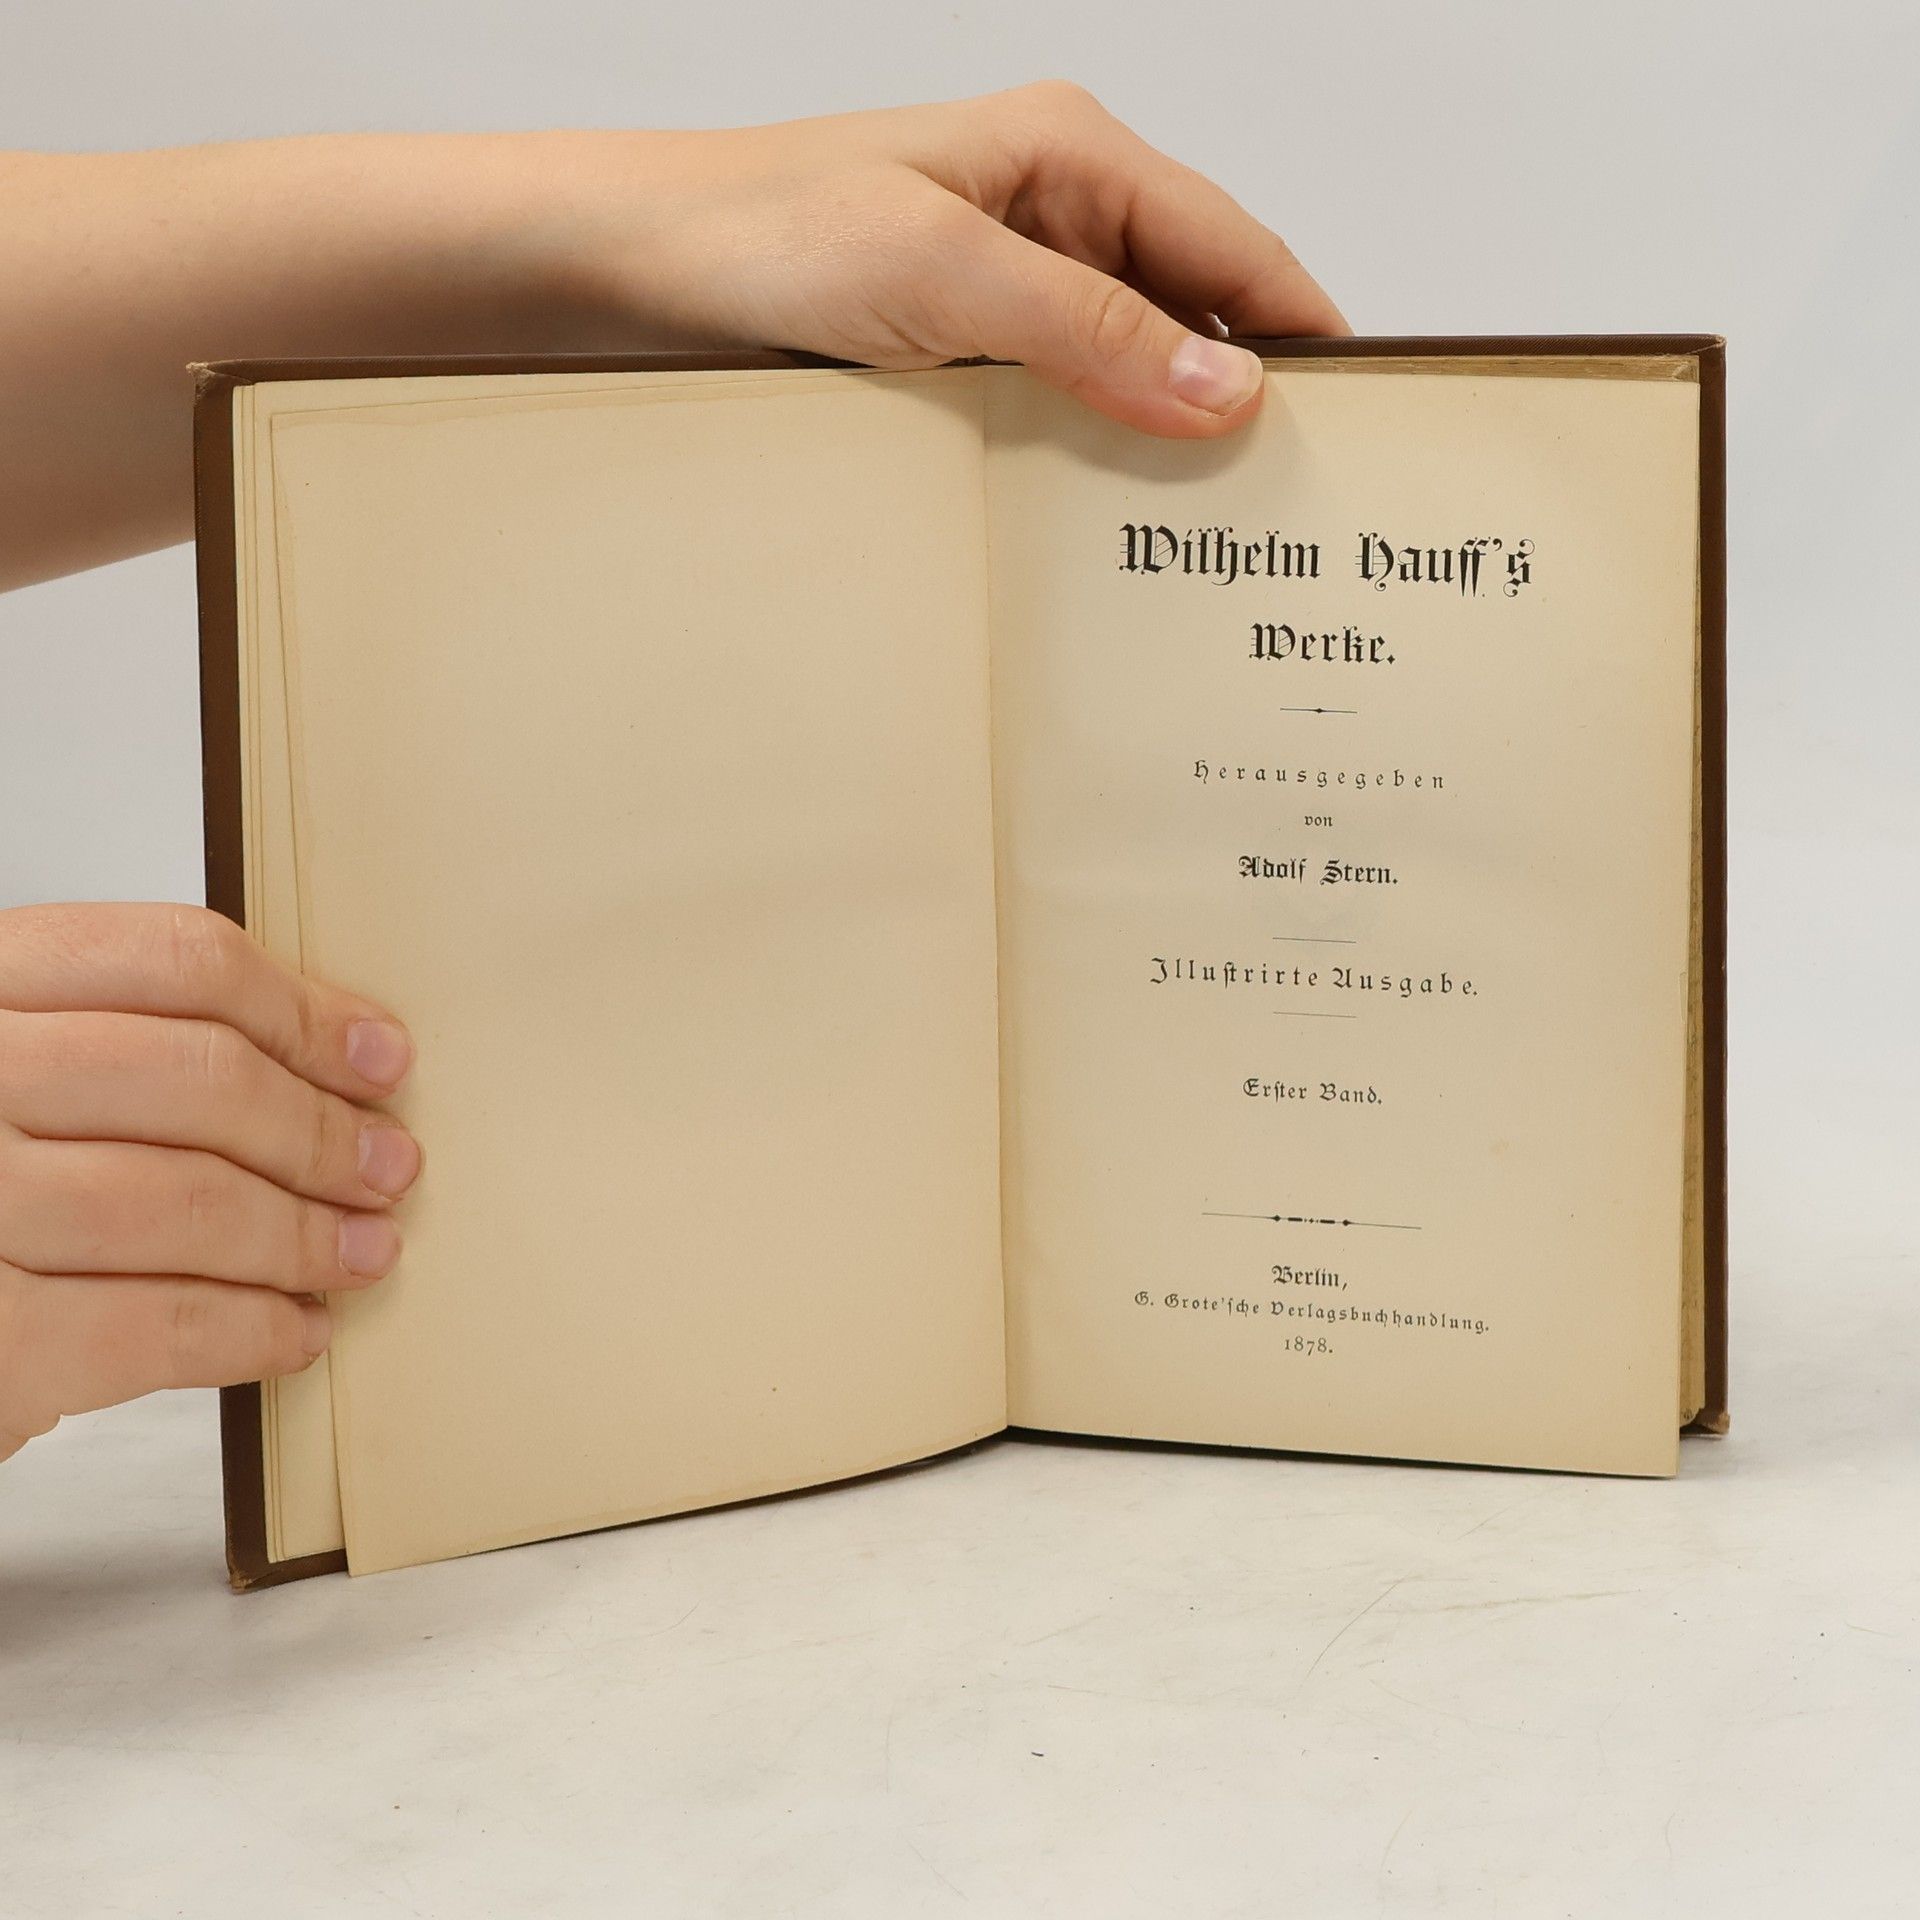 Wilhelm Hauff's
Werke.
Herausgegeben
von
Adolf Stern.
Illuſtrirte Ausgabe.
Erſter Band.
Berlin,
G. Grote'ſche Verlagsbuchhandlung.
1878.